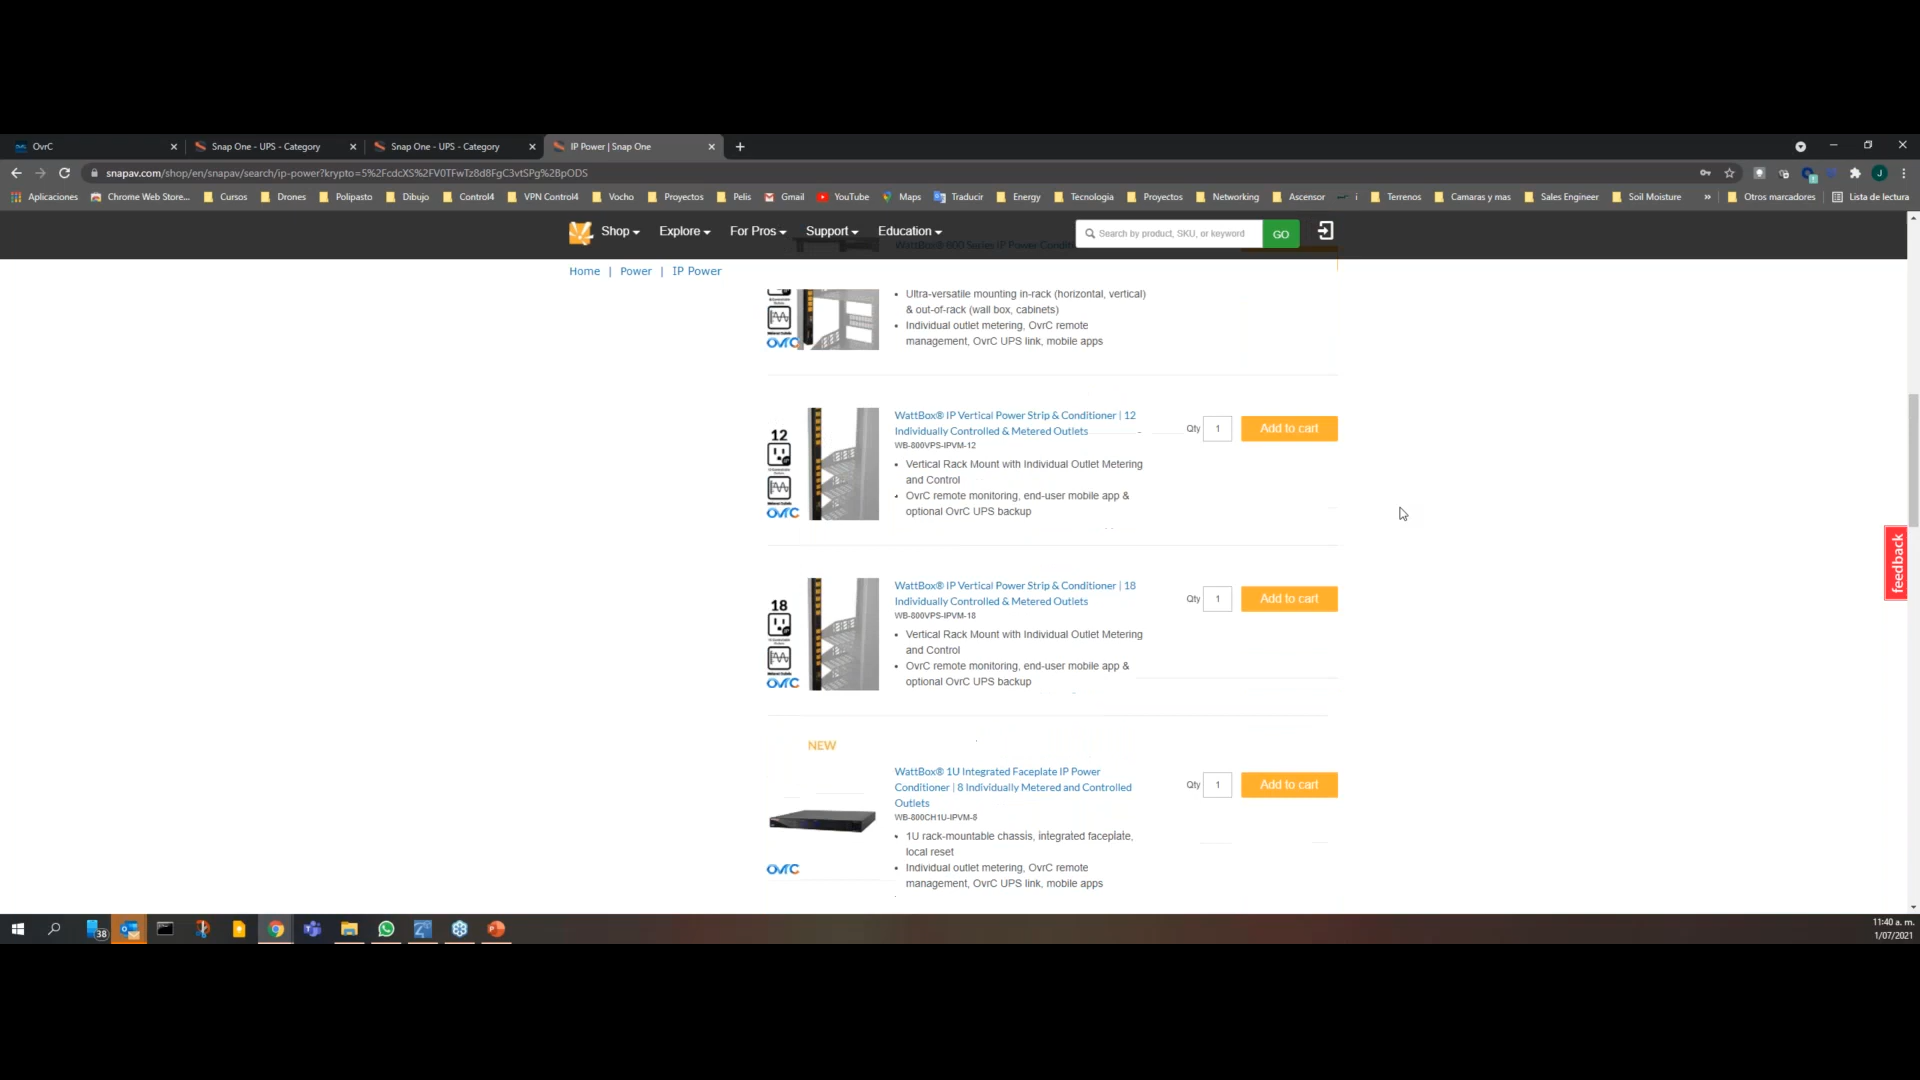 OvrC
Snap One - UPS - Category
Snap One - UPS - Category
IP Power | Snap One
snapav.com/shop/en/snapav/search/ip-power?krypto=5%2FcdcXS%2FV0TFwTz8d8FgC3vtSPg%2BpODS
Aplicaciones
Chrome Web Store...
Cursos
Drones
Polipasto
Dibujo
Control4
VPN Control4
Vocho
Proyectos
Pelis
Gmail
YouTube
Maps
Traducir
Energy
Tecnologia
Proyectos
Networking
Ascensor
i
Terrenos
Camaras y mas
Sales Engineer
Soil Moisture
»
Otros marcadores
Lista de lectura
Shop
Explore
For Pros
Support
Education
Search by product, SKU, or keyword
GO
WattBox® 800 Series IP Power Conditi
Home | Power | IP Power
Ultra-versatile mounting in-rack (horizontal, vertical)
& out-of-rack (wall box, cabinets)
Individual outlet metering, OvrC remote
management, OvrC UPS link, mobile apps
OvrC
WattBox® IP Vertical Power Strip & Conditioner | 12
Individually Controlled & Metered Outlets
WB-800VPS-IPVM-12
Qty 1 Add to cart
12
Vertical Rack Mount with Individual Outlet Metering
and Control
OvrC remote monitoring, end-user mobile app &
optional OvrC UPS backup
OvrC
WattBox® IP Vertical Power Strip & Conditioner | 18
Individually Controlled & Metered Outlets
WB-800VPS-IPVM-18
Qty 1 Add to cart
18
Vertical Rack Mount with Individual Outlet Metering
and Control
OvrC remote monitoring, end-user mobile app &
optional OvrC UPS backup
OvrC
NEW
WattBox® 1U Integrated Faceplate IP Power
Conditioner | 8 Individually Metered and Controlled
Outlets
WB-800CH1U-IPVM-8
Qty 1 Add to cart
1U rack-mountable chassis, integrated faceplate,
local reset
Individual outlet metering, OvrC remote
management, OvrC UPS link, mobile apps
OvrC
feedback
38
11:40 a. m.
1/07/2021